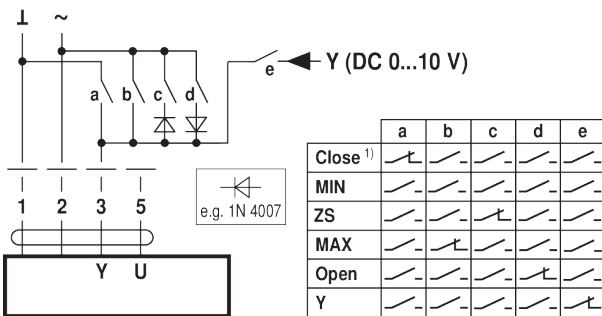 ⊥ ~
e Y (DC 0...10 V)
a b c d
1 2 3 5
e.g. 1N 4007
Y U
a b c d e
Close 1)
MIN
ZS
MAX
Open
Y